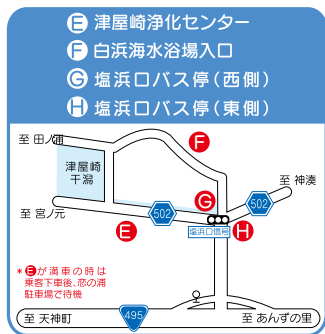 E 津屋崎浄化センター
F 白浜海水浴場入口
G 塩浜口バス停(西側)
H 塩浜口バス停(東側)
至 田ノ浦
F
津屋崎
干潟
至 神湊
G
502
至 宮ノ元
502
E
塩浜口信号
H
*Eが満車の時は
乗客下車後、恋の浦
駐車場で待機
495
至 天神町
至 あんずの里